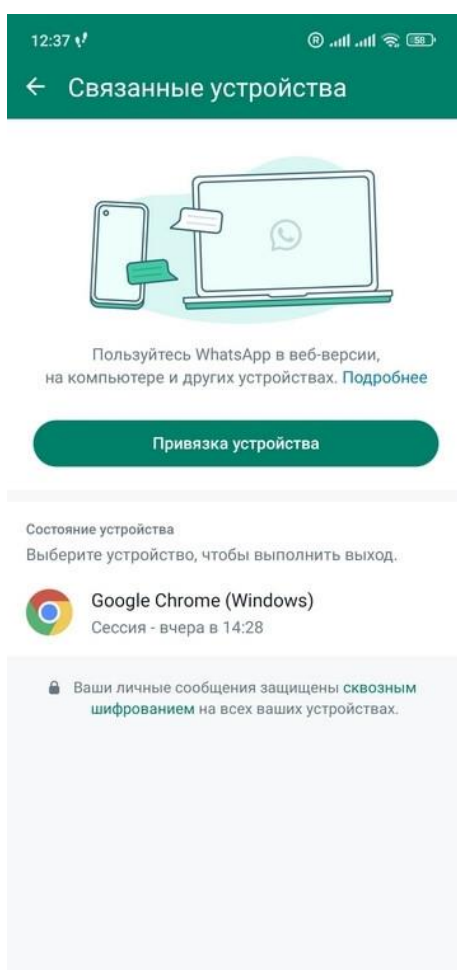 12:37
R 58
Связанные устройства
Пользуйтесь WhatsApp в веб-версии,
на компьютере и других устройствах. Подробнее
Привязка устройства
Состояние устройства
Выберите устройство, чтобы выполнить выход.
Google Chrome (Windows)
Сессия - вчера в 14:28
Ваши личные сообщения защищены сквозным
шифрованием на всех ваших устройствах.